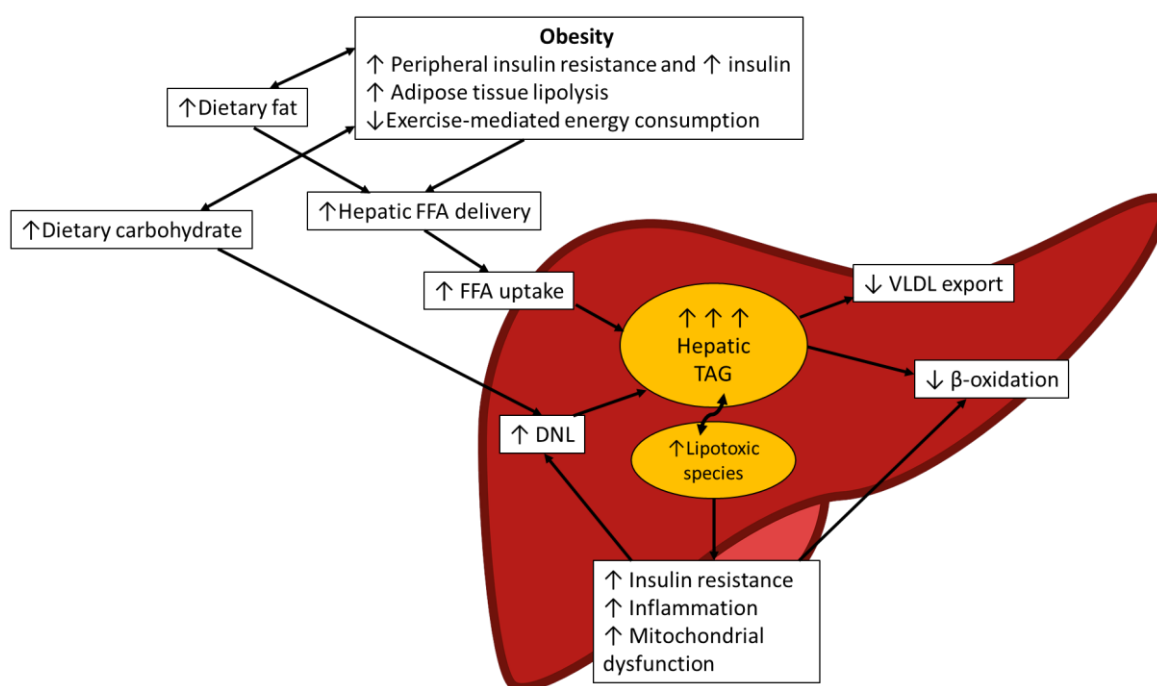 Obesity
↑ Peripheral insulin resistance and ↑ insulin
↑ Adipose tissue lipolysis
↓Exercise-mediated energy consumption
↑Dietary fat
↑Hepatic FFA delivery
↑Dietary carbohydrate
↑ FFA uptake
↓ VLDL export
↑ ↑ ↑
Hepatic
TAG
↓ β-oxidation
↑ DNL
↑Lipotoxic
species
↑ Insulin resistance
↑ Inflammation
↑ Mitochondrial
dysfunction